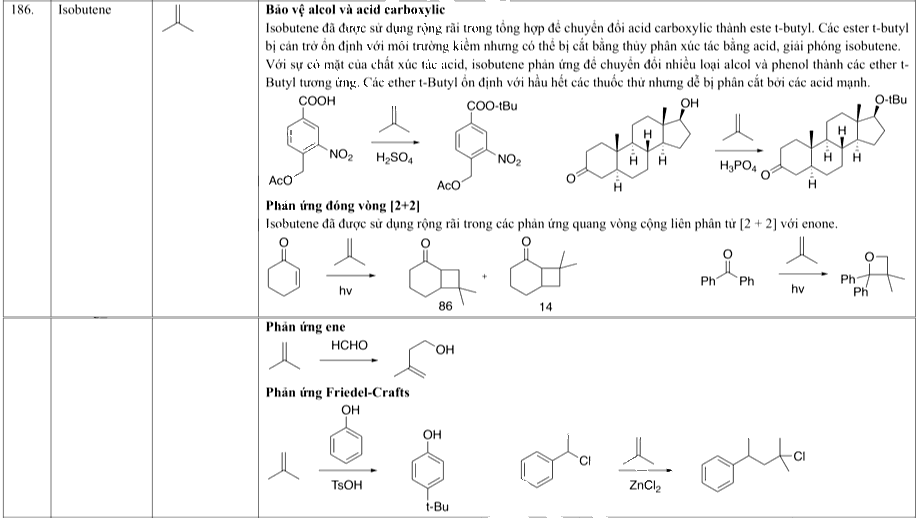 186.
Isobutene
Bảo vệ alcol và acid carboxylic
Isobutene đã được sử dụng rộng rãi trong tổng hợp để chuyển đổi acid carboxylic thành este t-butyl. Các ester t-butyl
bị cản trở ổn định với môi trường kiềm nhưng có thể bị cắt bằng thủy phân xúc tác bằng acid, giải phóng isobutene.
Với sự có mặt của chất xúc tác acid, isobutene phản ứng để chuyển đổi nhiều loại alcol và phenol thành các ether t-
Butyl tương ứng. Các ether t-Butyl ổn định với hầu hết các thuốc thử nhưng dễ bị phân cắt bởi các acid mạnh.
COOH
NO2
AcO
H2SO4
COO-tBu
NO2
AcO
OH
H
H
H
H
O
H3PO4
O-tBu
H
H
H
H
O
Phản ứng đóng vòng [2+2]
Isobutene đã được sử dụng rộng rãi trong các phản ứng quang vòng cộng liên phân tử [2 + 2] với enone.
O
hv
O
86
+
O
14
O
Ph
Ph
hv
O
Ph
Ph
Phản ứng ene
HCHO
OH
Phản ứng Friedel-Crafts
OH
TsOH
OH
t-Bu
Cl
ZnCl2
Cl